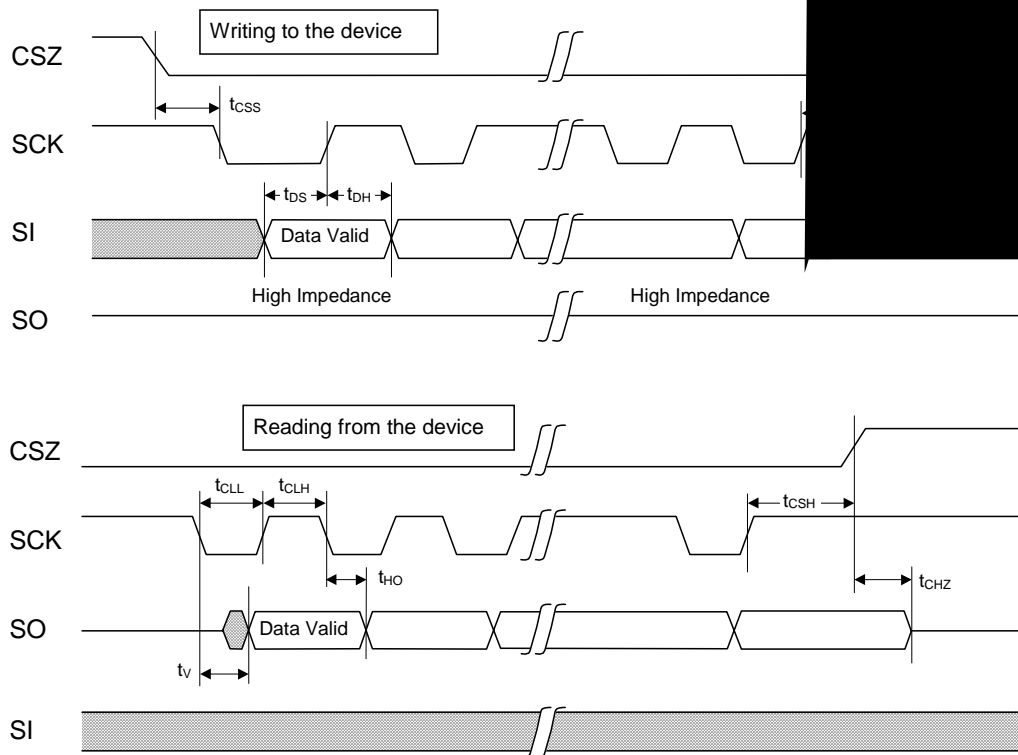 Writing to the device
CSZ
tCSS
SCK
tDS
tDH
SI
Data Valid
High Impedance
High Impedance
SO
Reading from the device
CSZ
tCLL
tCLH
tCSH
SCK
tHO
tCHZ
SO
Data Valid
tV
SI